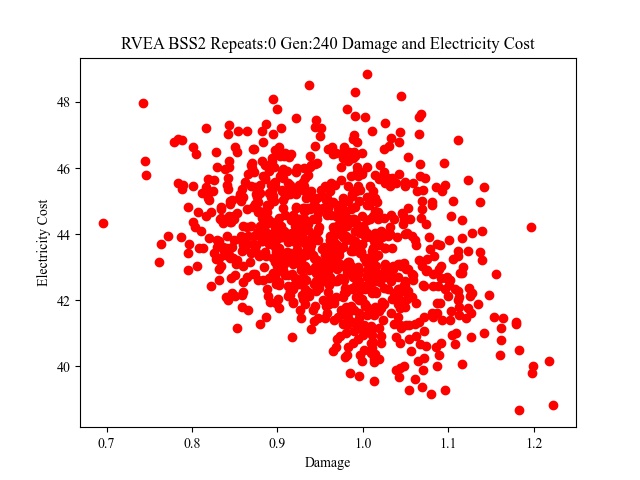 RVEA BSS2 Repeats:0 Gen:240 Damage and Electricity Cost
48
46
44
42
40
Electricity Cost
0.7 0.8 0.9 1.0 1.1 1.2
Damage